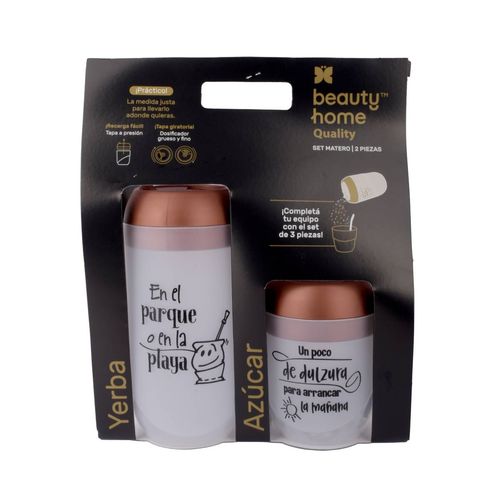 ¡Práctico!
La medida justa
para llevarlo
adonde quieras.
¡Recarga fácil!
Tapa a presión
¡Tapa giratoria!
Dosificador
grueso y fino
beauty™
home
Quality
SET MATERO | 2 PIEZAS
¡Completá
tu equipo
con el set
de 3 piezas!
Yerba
En el
parque
o en la
playa
Azúcar
Un poco
de dulzura
para arrancar
la mañana